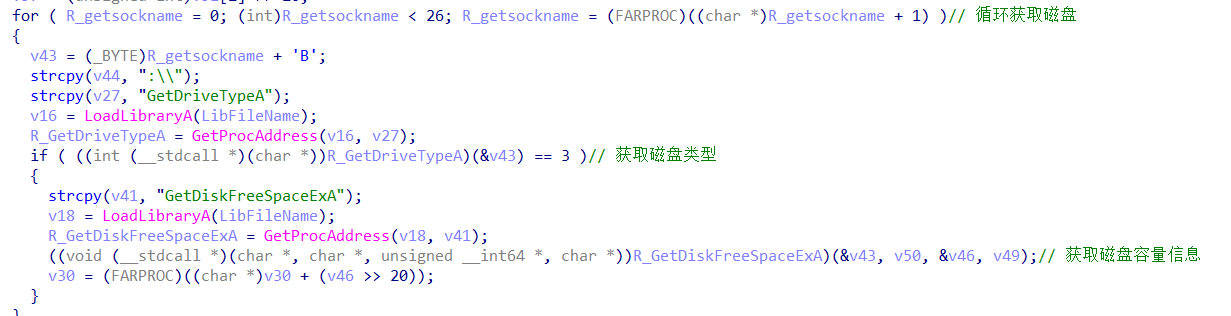 for ( R_getsockname = 0; (int)R_getsockname < 26; R_getsockname = (FARPROC)((char *)R_getsockname + 1) )// 循环获取磁盘
{
v43 = (_BYTE)R_getsockname + 'B';
strcpy(v44, ":\\");
strcpy(v27, "GetDriveTypeA");
v16 = LoadLibraryA(LibFileName);
R_GetDriveTypeA = GetProcAddress(v16, v27);
if ( ((int (__stdcall *)(char *))R_GetDriveTypeA)(&v43) == 3 )// 获取磁盘类型
{
strcpy(v41, "GetDiskFreeSpaceExA");
v18 = LoadLibraryA(LibFileName);
R_GetDiskFreeSpaceExA = GetProcAddress(v18, v41);
((void (__stdcall *)(char *, char *, unsigned __int64 *, char *))R_GetDiskFreeSpaceExA)(&v43, v50, &v46, v49);// 获取磁盘容量信息
v30 = (FARPROC)((char *)v30 + (v46 >> 20));
}